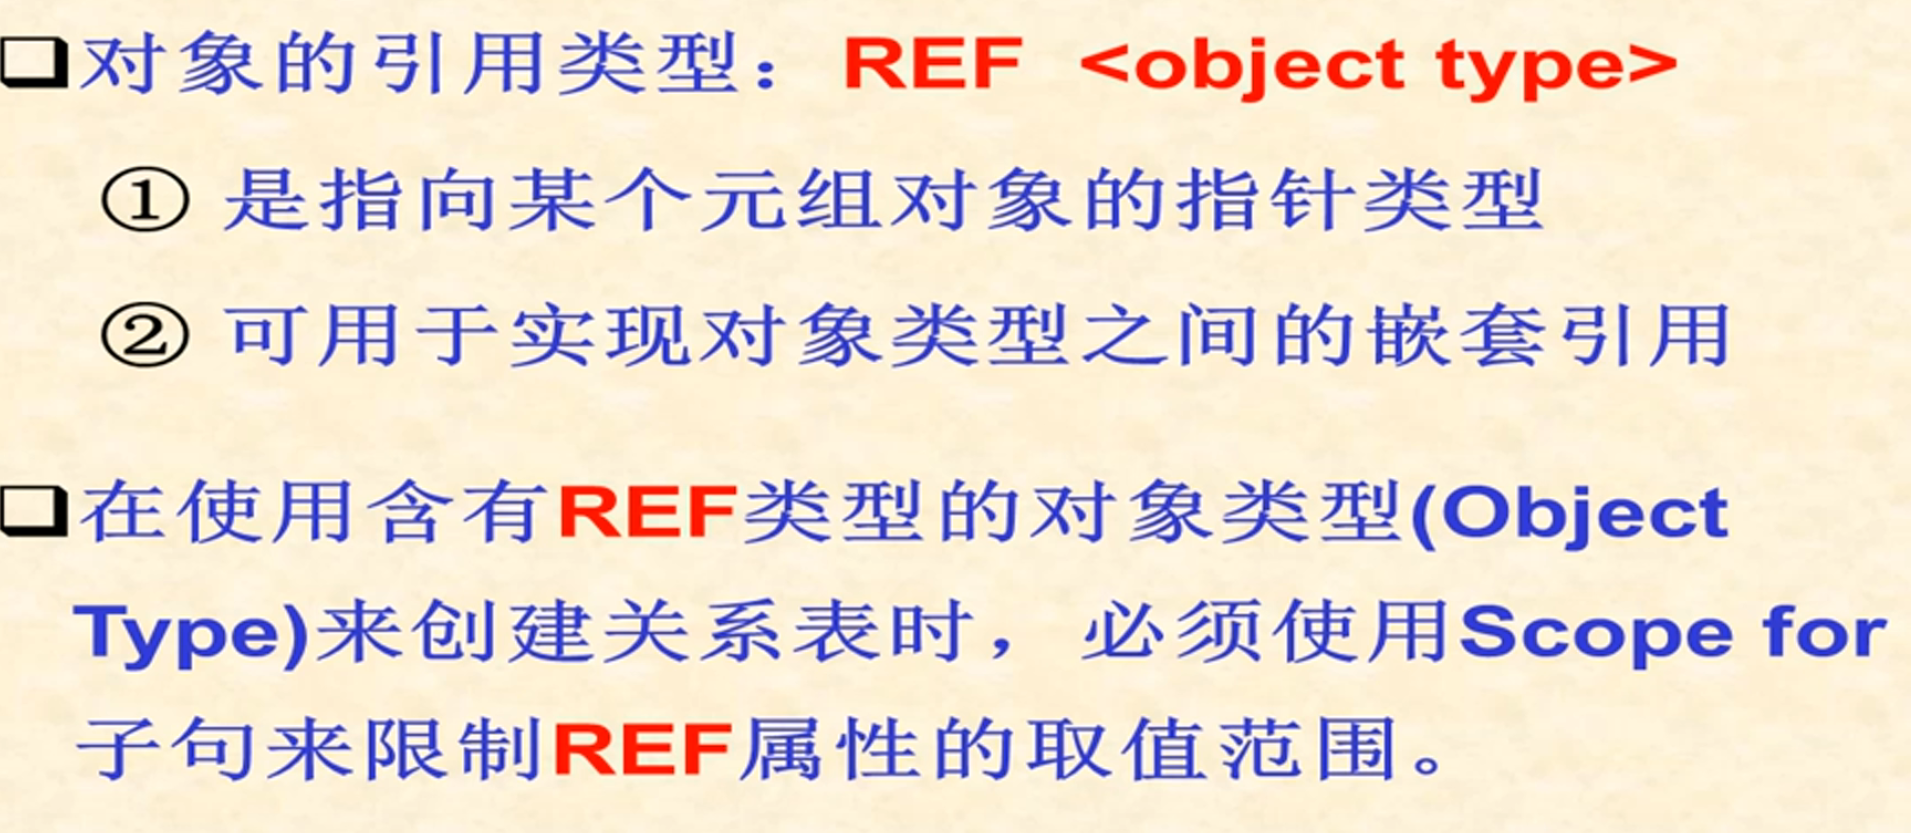 ❑对象的引用类型：REF <object type>
① 是指向某个元组对象的指针类型
② 可用于实现对象类型之间的嵌套引用
❑在使用含有REF类型的对象类型(Object
Type)来创建关系表时，必须使用Scope for
子句来限制REF属性的取值范围。